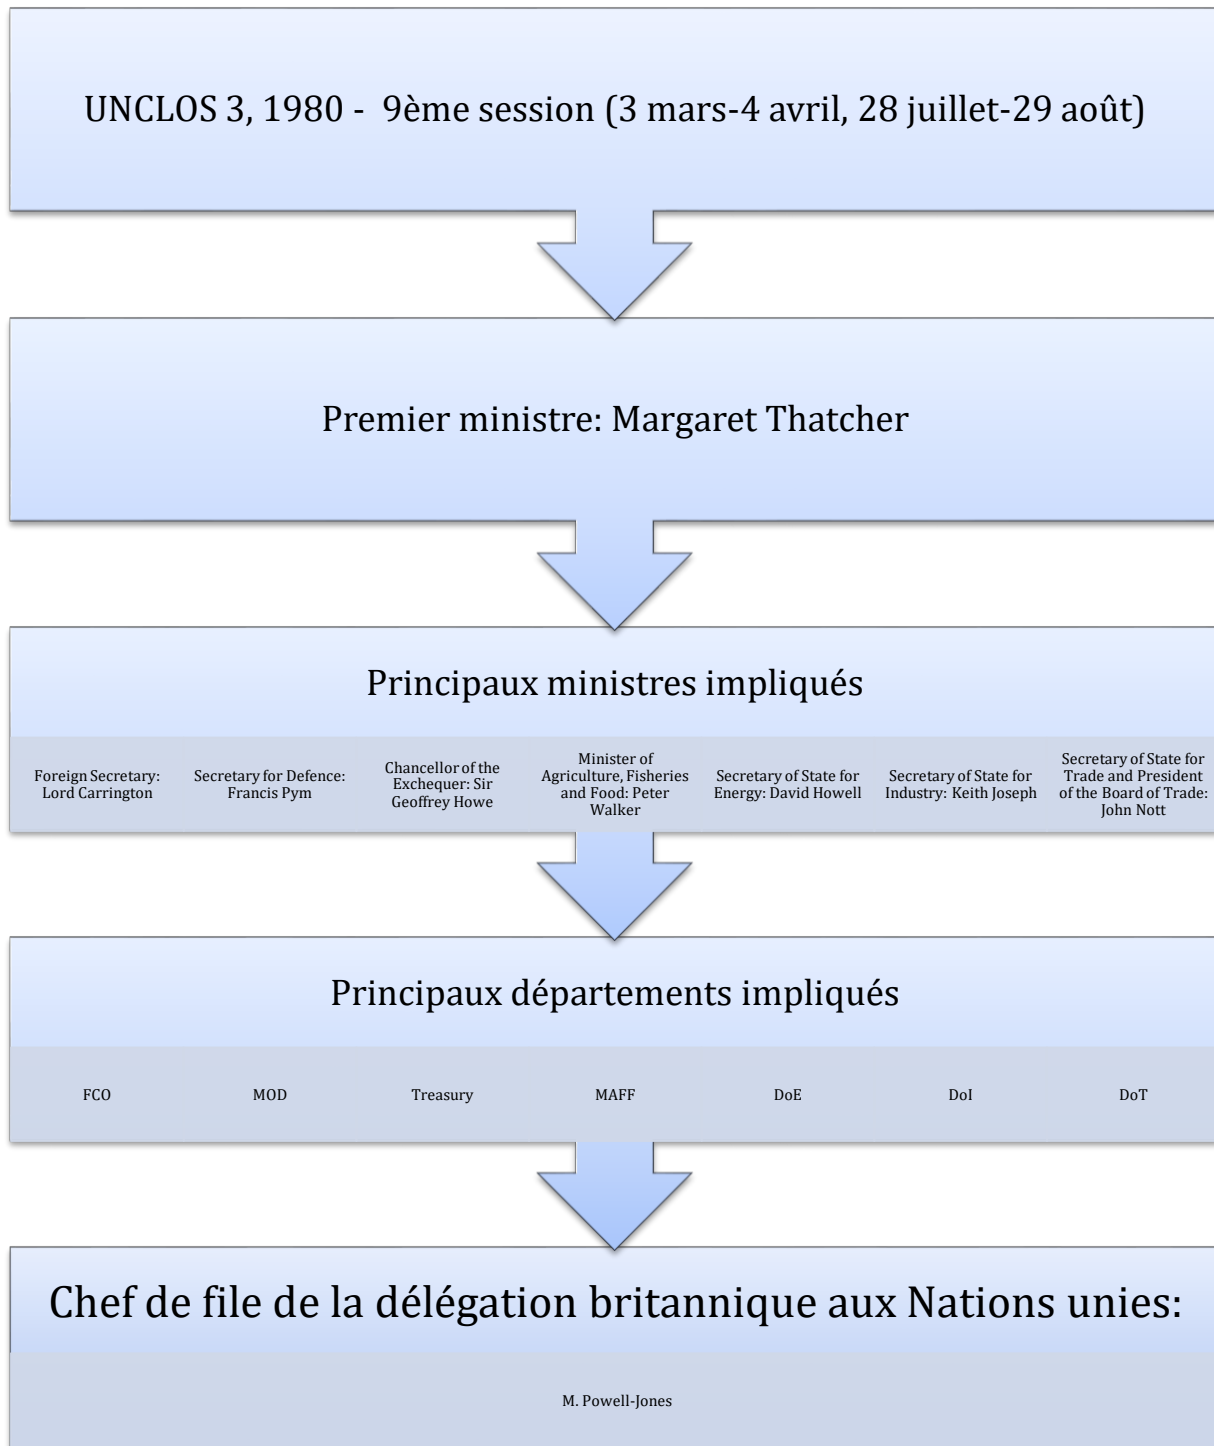 UNCLOS 3, 1980 -  9ème session (3 mars-4 avril, 28 juillet-29 août)
Premier ministre: Margaret Thatcher
Principaux ministres impliqués
Foreign Secretary:
Lord Carrington
Secretary for Defence:
Francis Pym
Chancellor of the
Exchequer: Sir
Geoffrey Howe
Minister of
Agriculture, Fisheries
and Food: Peter
Walker
Secretary of State for
Energy: David Howell
Secretary of State for
Industry: Keith Joseph
Secretary of State for
Trade and President
of the Board of Trade:
John Nott
Principaux départements impliqués
FCO
MOD
Treasury
MAFF
DoE
DoI
DoT
Chef de file de la délégation britannique aux Nations unies:
M. Powell-Jones